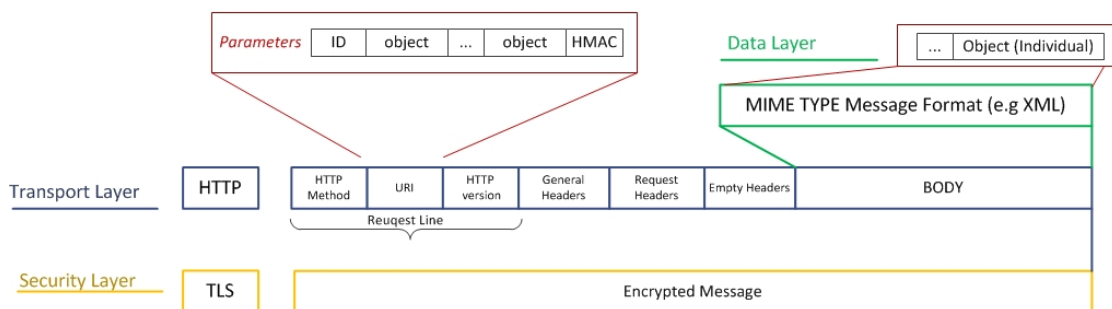 Parameters ID object ... object HMAC
Data Layer
... Object (Individual)
MIME TYPE Message Format (e.g XML)
Transport Layer
HTTP
HTTP
Method
URI
HTTP
version
General
Headers
Request
Headers
Empty Headers
BODY
Reuqest Line
Security Layer
TLS
Encrypted Message